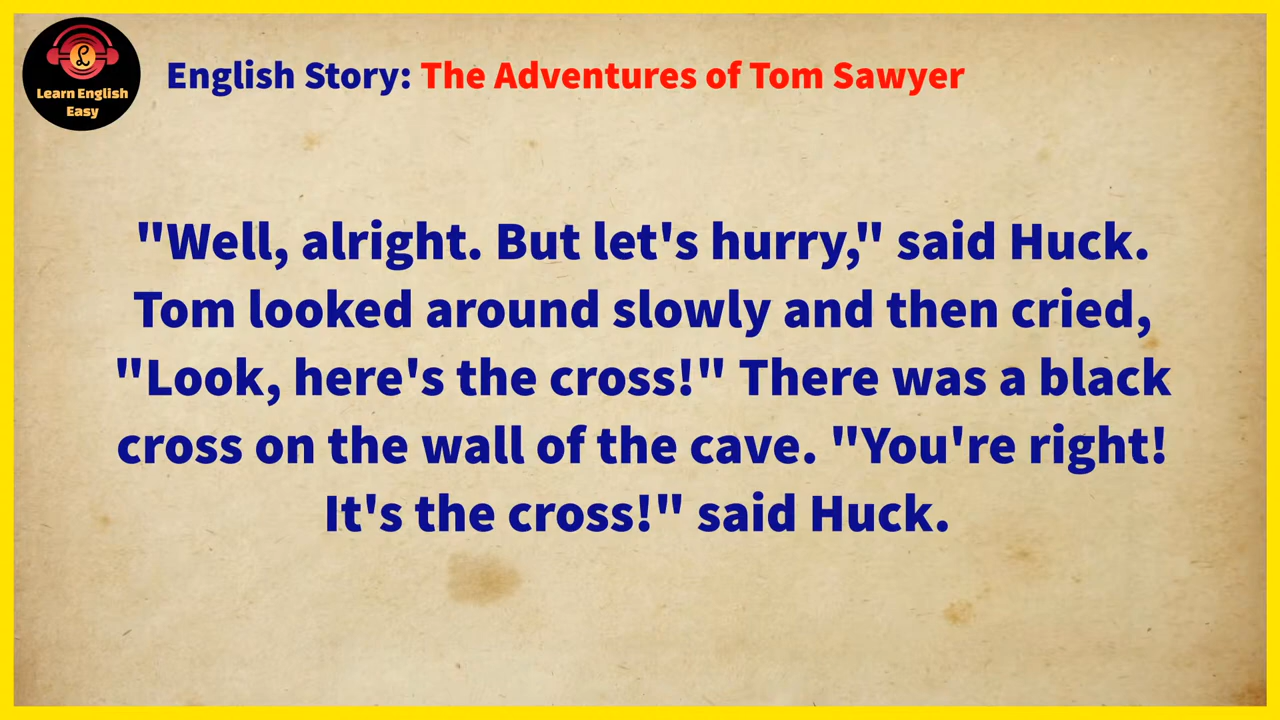 Learn English
Easy
English Story: The Adventures of Tom Sawyer
"Well, alright. But let's hurry," said Huck.
Tom looked around slowly and then cried,
"Look, here's the cross!" There was a black
cross on the wall of the cave. "You're right!
It's the cross!" said Huck.